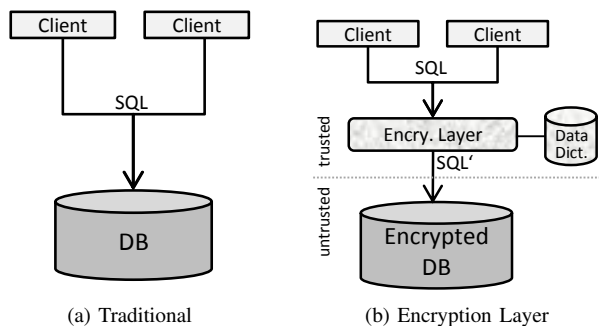 Client Client
SQL
DB
(a) Traditional
Client Client
SQL
trusted
Encry. Layer
Data
Dict.
SQL‘
untrusted
Encrypted
DB
(b) Encryption Layer